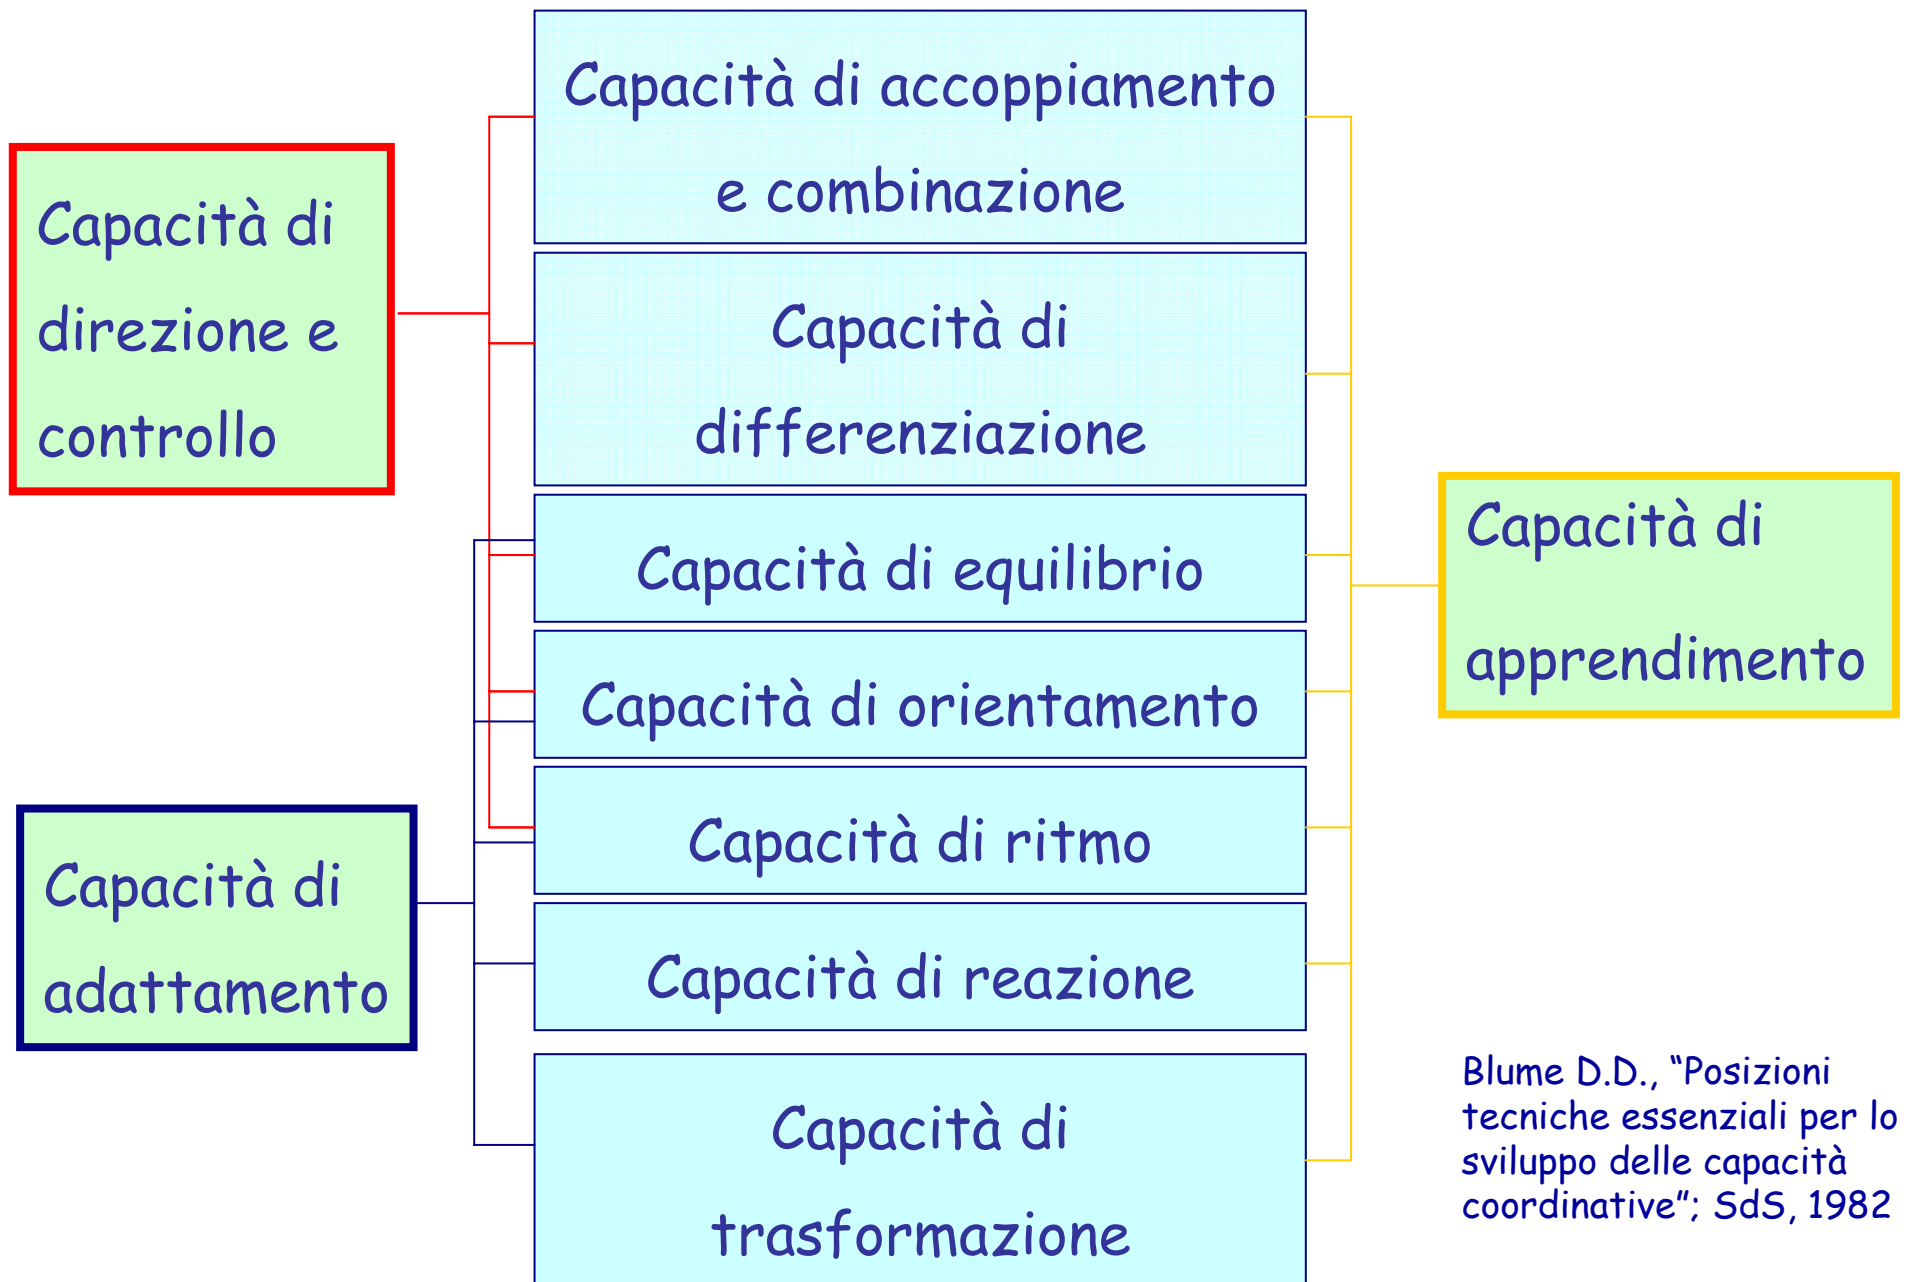 Capacità di accoppiamento
e combinazione
Capacità di
direzione e
controllo
Capacità di
differenziazione
Capacità di equilibrio
Capacità di
apprendimento
Capacità di orientamento
Capacità di ritmo
Capacità di
adattamento
Capacità di reazione
Capacità di
trasformazione
Blume D.D., “Posizioni
tecniche essenziali per lo
sviluppo delle capacità
coordinative”; SdS, 1982